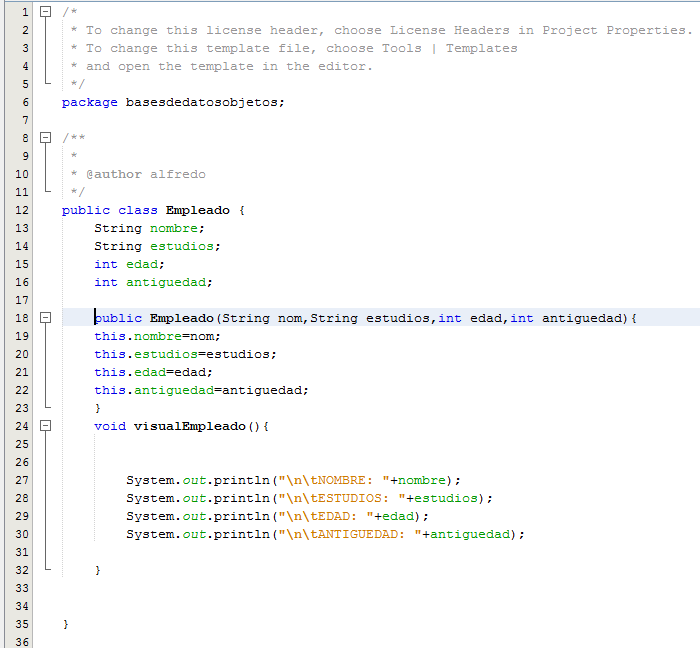 1 /*
2 * To change this license header, choose License Headers in Project Properties.
3 * To change this template file, choose Tools | Templates
4 * and open the template in the editor.
5 */
6 package basesdedatosobjetos;
7
8 /**
9 *
10 * @author alfredo
11 */
12 public class Empleado {
13 String nombre;
14 String estudios;
15 int edad;
16 int antiguedad;
17
18 public Empleado(String nom,String estudios,int edad,int antiguedad){
19 this.nombre=nom;
20 this.estudios=estudios;
21 this.edad=edad;
22 this.antiguedad=antiguedad;
23 }
24 void visualEmpleado(){
25
26
27 System.out.println("\n\tNOMBRE: "+nombre);
28 System.out.println("\n\tESTUDIOS: "+estudios);
29 System.out.println("\n\tEDAD: "+edad);
30 System.out.println("\n\tANTIGUEDAD: "+antiguedad);
31
32 }
33
34
35 }
36